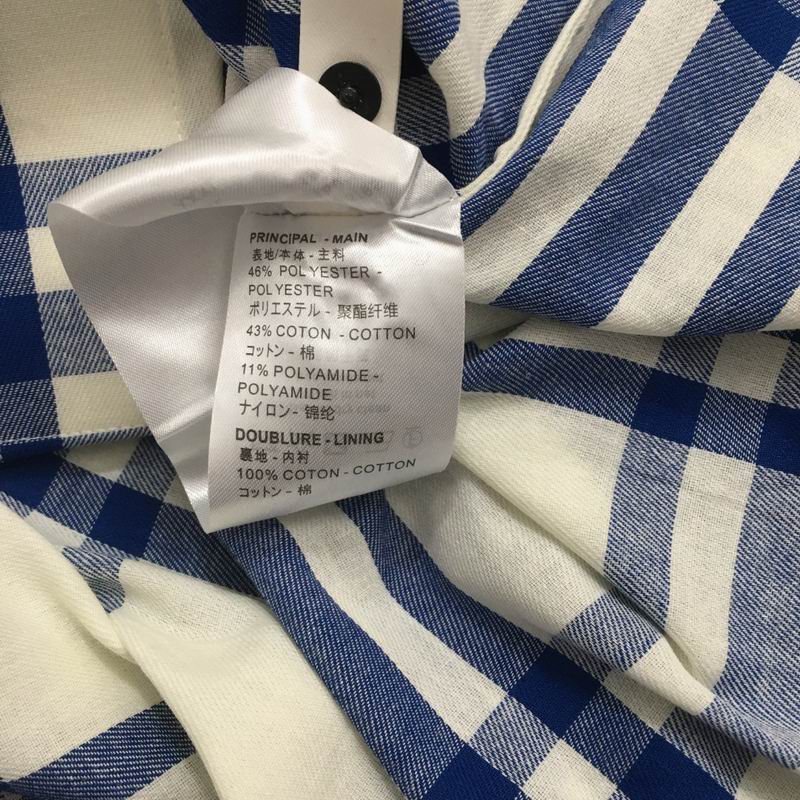 PRINCIPAL - MAIN
表地/本体 - 主料
46% POLYESTER -
POLYESTER
ポリエステル - 聚酯纤维
43% COTON - COTTON
コットン - 棉
11% POLYAMIDE -
POLYAMIDE
ナイロン - 锦纶
DOUBLURE - LINING
裏地 - 内衬
100% COTON - COTTON
コットン - 棉